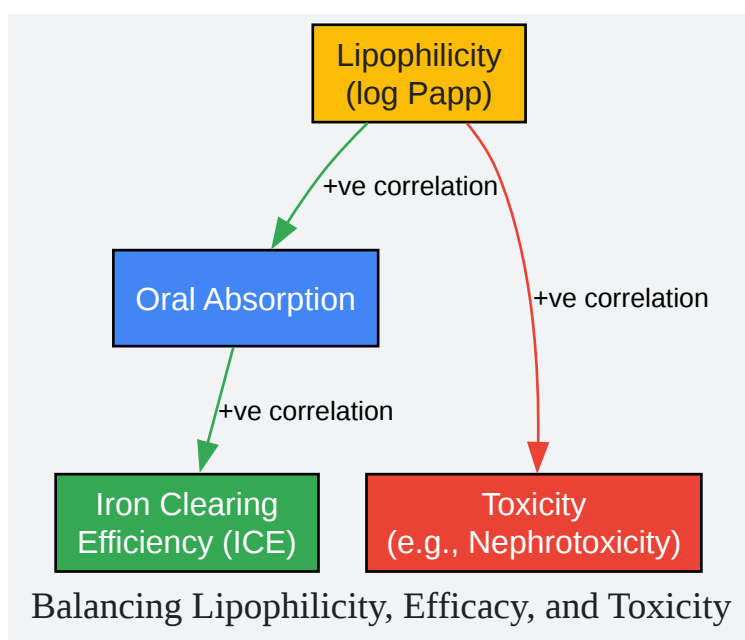 Lipophilicity
(log Papp)
+ve correlation
Oral Absorption
+ve correlation
+ve correlation
Iron Clearing
Efficiency (ICE)
Toxicity
(e.g., Nephrotoxicity)
Balancing Lipophilicity, Efficacy, and Toxicity